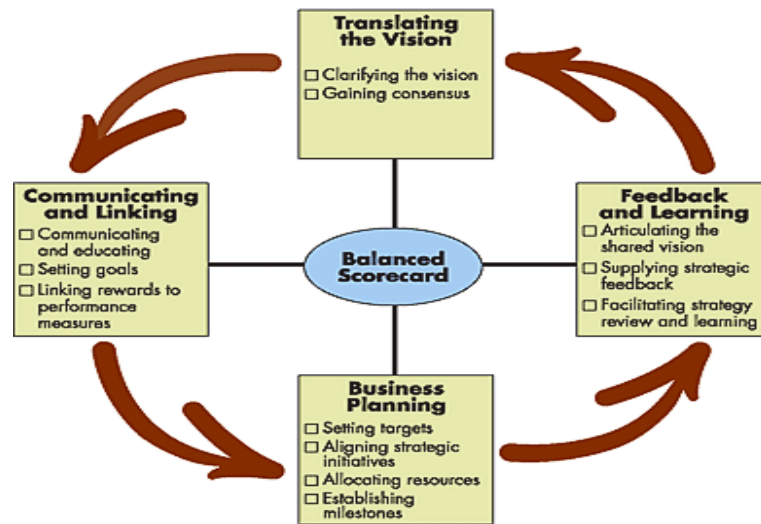 Translating
the Vision
☐ Clarifying the vision
☐ Gaining consensus
Communicating
and Linking
☐ Communicating
and educating
☐ Setting goals
☐ Linking rewards to
performance
measures
Balanced
Scorecard
Feedback
and Learning
☐ Articulating the
shared vision
☐ Supplying strategic
feedback
☐ Facilitating strategy
review and learning
Business
Planning
☐ Setting targets
☐ Aligning strategic
initiatives
☐ Allocating resources
☐ Establishing
milestones